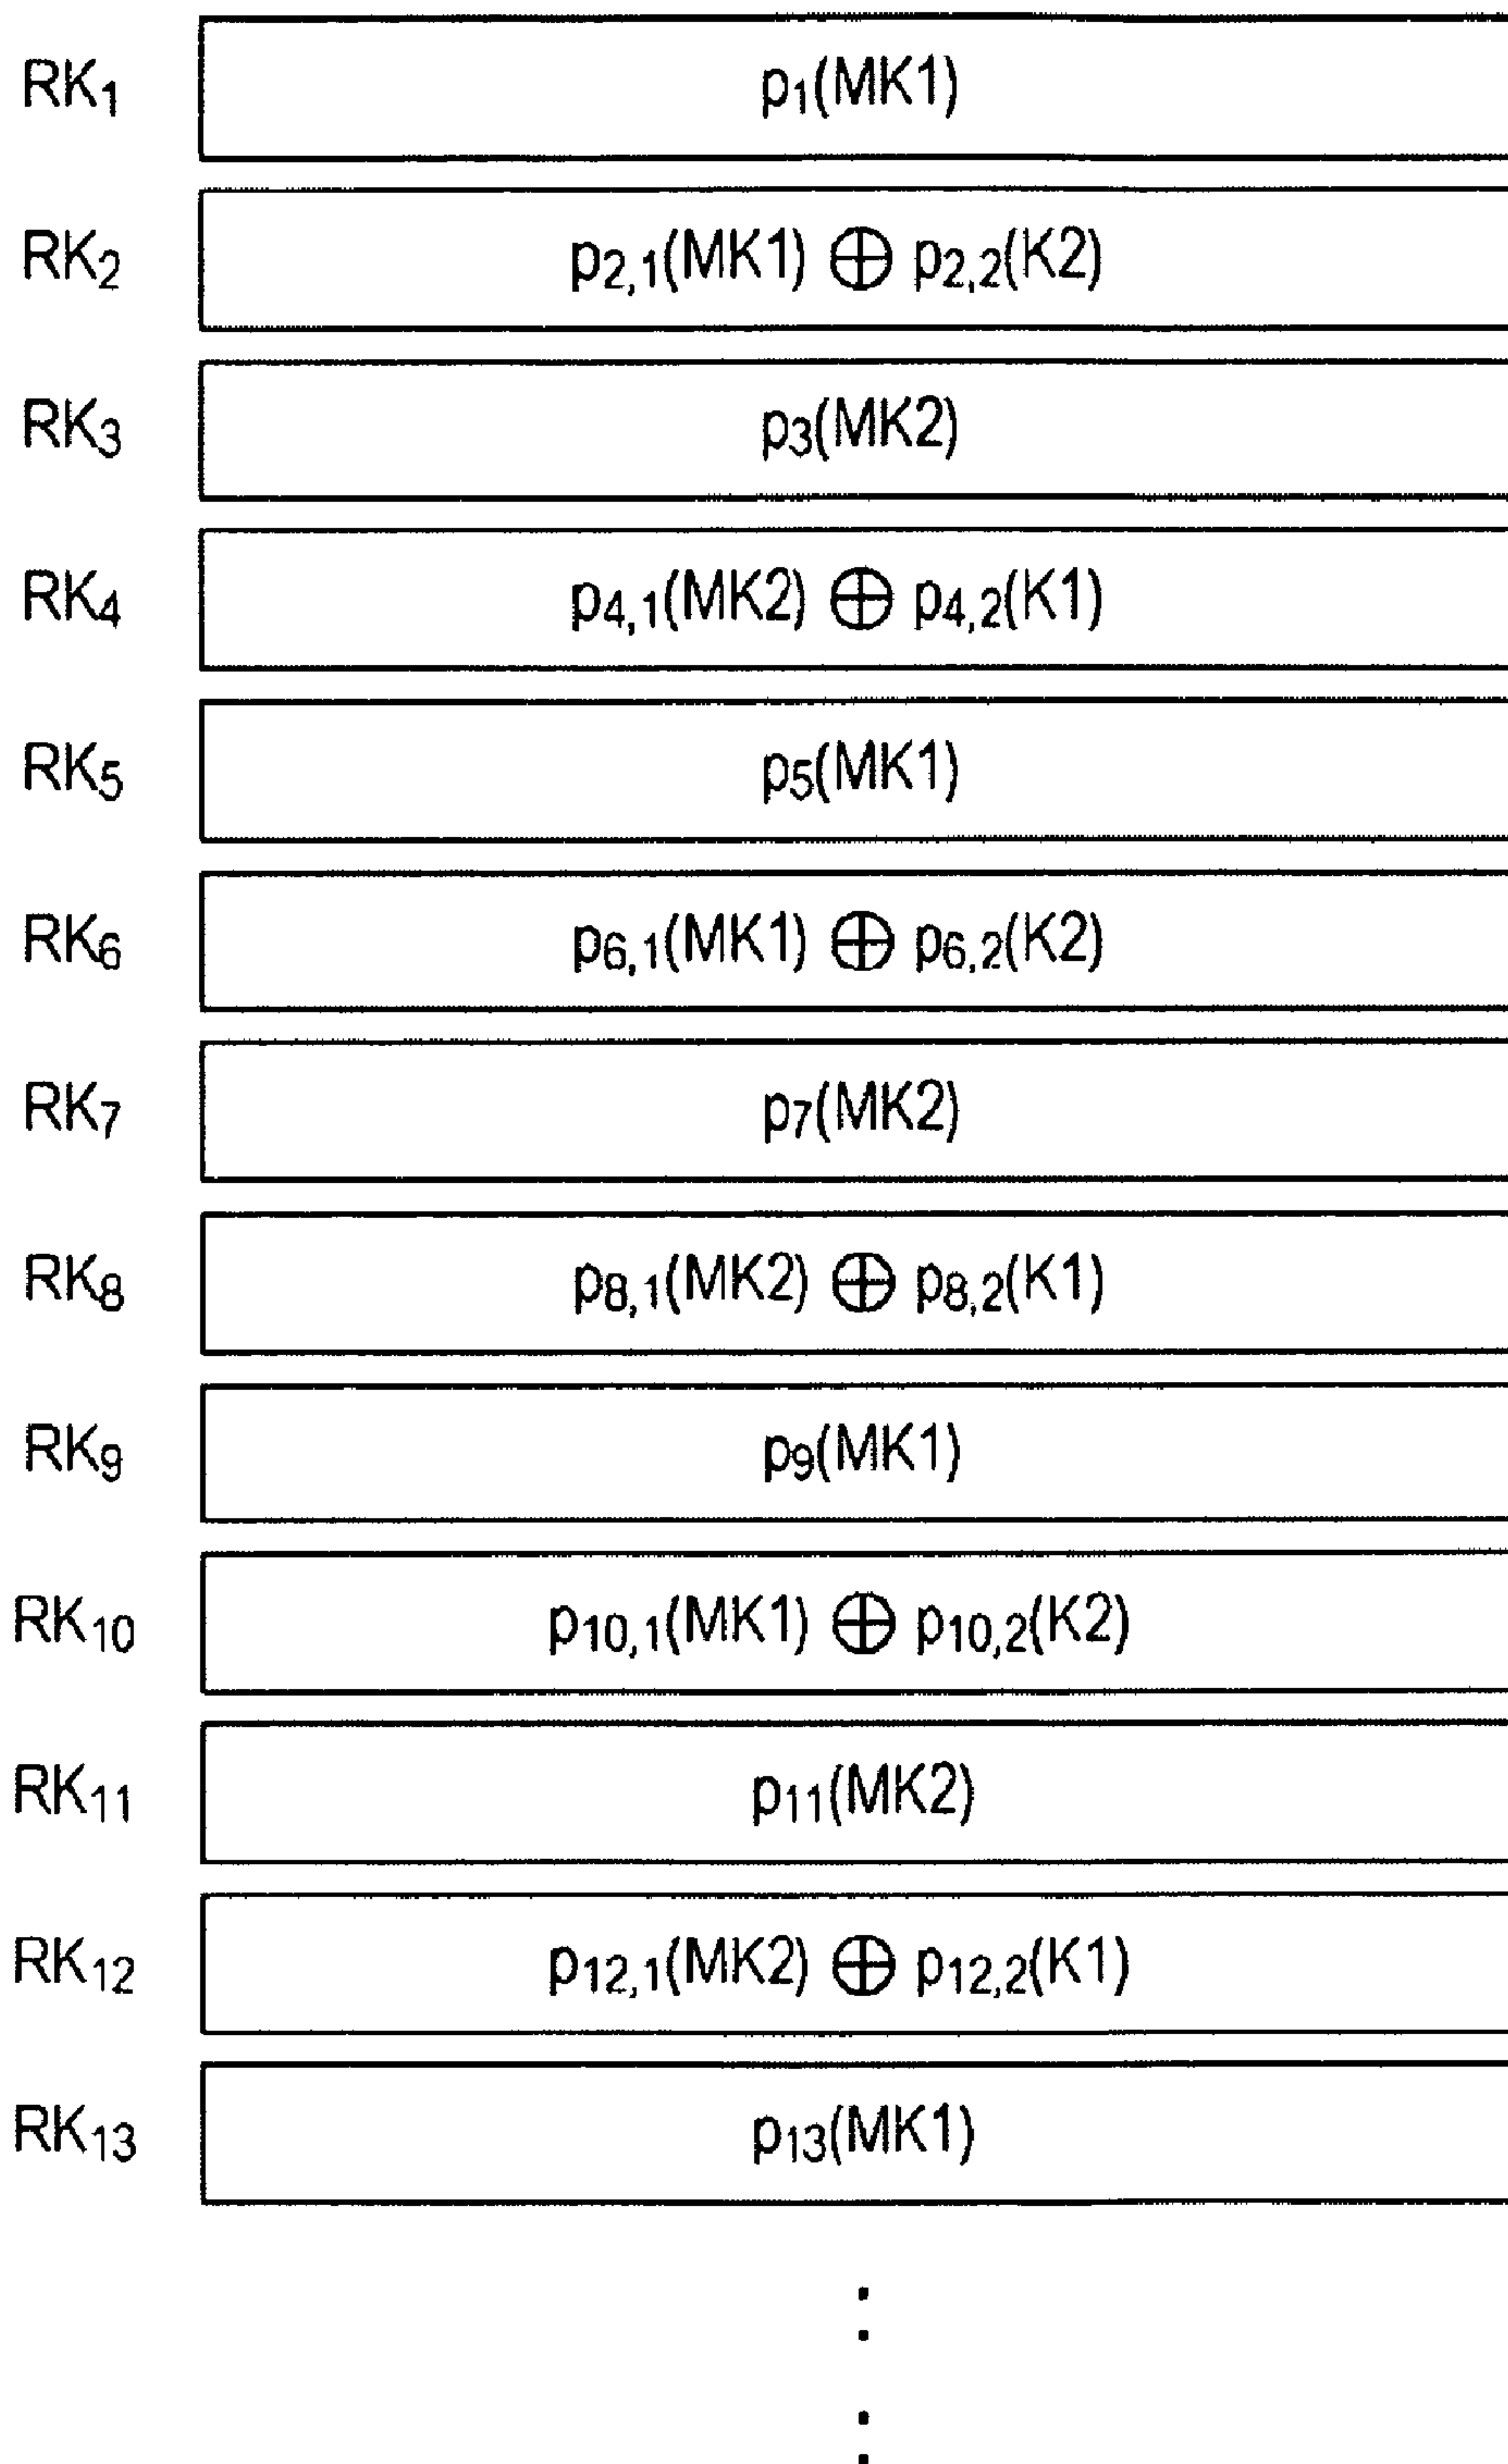 RK₁ p₁(MK1)
RK₂ p₂,₁(MK1) ⊕ p₂,₂(K2)
RK₃ p₃(MK2)
RK₄ p₄,₁(MK2) ⊕ p₄,₂(K1)
RK₅ p₅(MK1)
RK₆ p₆,₁(MK1) ⊕ p₆,₂(K2)
RK₇ p₇(MK2)
RK₈ p₈,₁(MK2) ⊕ p₈,₂(K1)
RK₉ p₉(MK1)
RK₁₀ p₁₀,₁(MK1) ⊕ p₁₀,₂(K2)
RK₁₁ p₁₁(MK2)
RK₁₂ p₁₂,₁(MK2) ⊕ p₁₂,₂(K1)
RK₁₃ p₁₃(MK1)